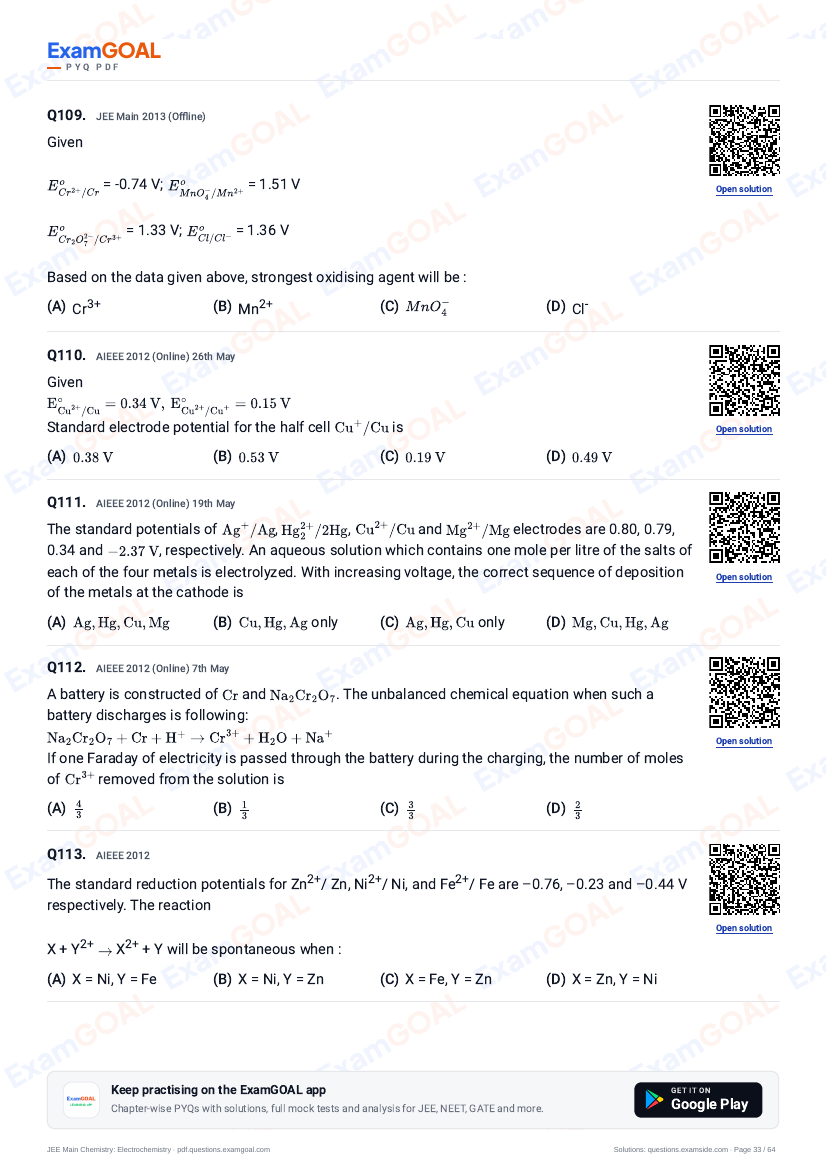 ExamGOAL
PYQ PDF
Q109. JEE Main 2013 (Offline)
Given
E°_{Cr²⁺/Cr} = -0.74 V; E°_{MnO₄⁻/Mn²⁺} = 1.51 V
E°_{Cr₂O₇²⁻/Cr³⁺} = 1.33 V; E°_{Cl/Cl⁻} = 1.36 V
Based on the data given above, strongest oxidising agent will be :
(A) Cr³⁺ (B) Mn²⁺ (C) MnO₄⁻ (D) Cl⁻
Open solution
Q110. AIEEE 2012 (Online) 26th May
Given
E°_{Cu²⁺/Cu} = 0.34 V, E°_{Cu²⁺/Cu⁺} = 0.15 V
Standard electrode potential for the half cell Cu⁺/Cu is
(A) 0.38 V (B) 0.53 V (C) 0.19 V (D) 0.49 V
Open solution
Q111. AIEEE 2012 (Online) 19th May
The standard potentials of Ag⁺/Ag, Hg₂²⁺/2Hg, Cu²⁺/Cu and Mg²⁺/Mg electrodes are 0.80, 0.79,
0.34 and −2.37 V, respectively. An aqueous solution which contains one mole per litre of the salts of
each of the four metals is electrolyzed. With increasing voltage, the correct sequence of deposition
of the metals at the cathode is
(A) Ag, Hg, Cu, Mg (B) Cu, Hg, Ag only (C) Ag, Hg, Cu only (D) Mg, Cu, Hg, Ag
Open solution
Q112. AIEEE 2012 (Online) 7th May
A battery is constructed of Cr and Na₂Cr₂O₇. The unbalanced chemical equation when such a
battery discharges is following:
Na₂Cr₂O₇ + Cr + H⁺ → Cr³⁺ + H₂O + Na⁺
If one Faraday of electricity is passed through the battery during the charging, the number of moles
of Cr³⁺ removed from the solution is
(A) 4/3 (B) 1/3 (C) 3/3 (D) 2/3
Open solution
Q113. AIEEE 2012
The standard reduction potentials for Zn²⁺/ Zn, Ni²⁺/ Ni, and Fe²⁺/ Fe are −0.76, −0.23 and −0.44 V
respectively. The reaction
X + Y²⁺ → X²⁺ + Y will be spontaneous when :
(A) X = Ni, Y = Fe (B) X = Ni, Y = Zn (C) X = Fe, Y = Zn (D) X = Zn, Y = Ni
Open solution
Keep practising on the ExamGOAL app
Chapter-wise PYQs with solutions, full mock tests and analysis for JEE, NEET, GATE and more.
GET IT ON
Google Play
JEE Main Chemistry: Electrochemistry · pdf.questions.examgoal.com
Solutions: questions.examside.com · Page 33 / 64